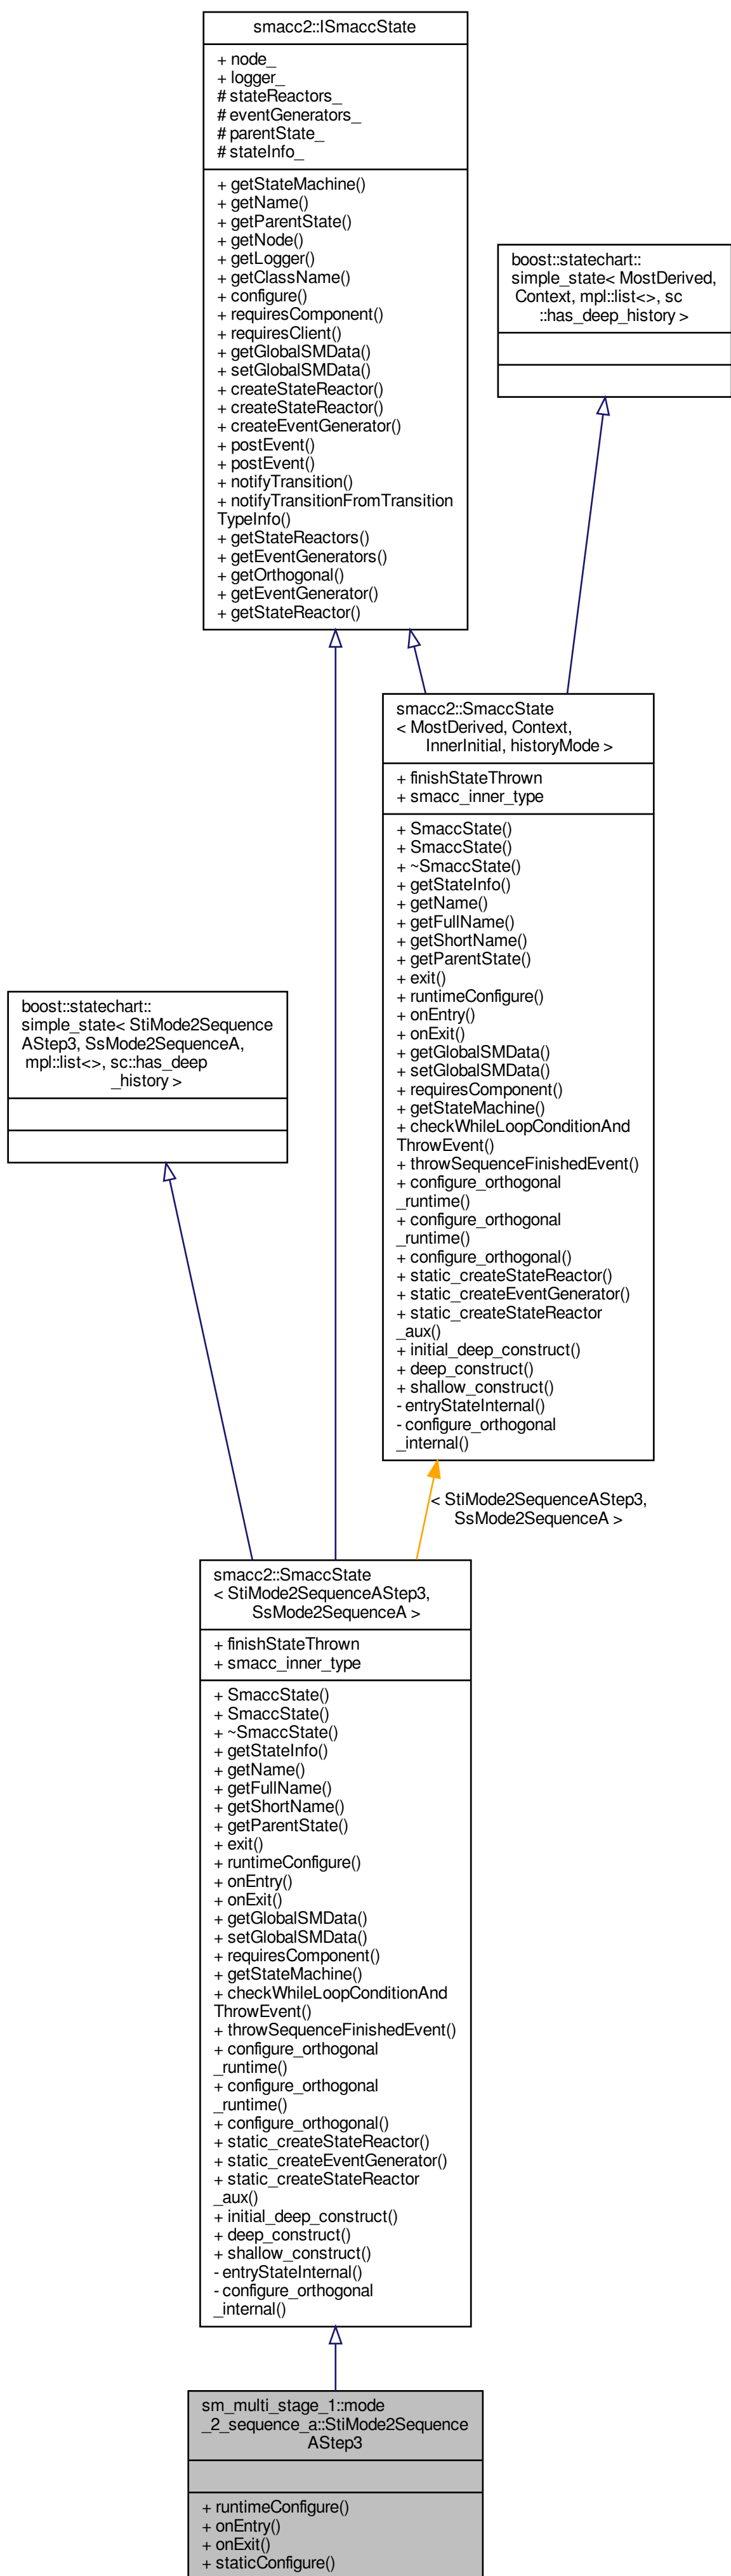 smacc2::ISmaccState
+ node_
+ logger_
# stateReactors_
# eventGenerators_
# parentState_
# stateInfo_
+ getStateMachine()
+ getName()
+ getParentState()
+ getNode()
+ getLogger()
+ getClassName()
+ configure()
+ requiresComponent()
+ requiresClient()
+ getGlobalSMData()
+ setGlobalSMData()
+ createStateReactor()
+ createStateReactor()
+ createEventGenerator()
+ postEvent()
+ postEvent()
+ notifyTransition()
+ notifyTransitionFromTransition
TypeInfo()
+ getStateReactors()
+ getEventGenerators()
+ getOrthogonal()
+ getEventGenerator()
+ getStateReactor()
boost::statechart::
simple_state< MostDerived,
Context, mpl::list<>, sc
::has_deep_history >
smacc2::SmaccState
< MostDerived, Context,
InnerInitial, historyMode >
+ finishStateThrown
+ smacc_inner_type
+ SmaccState()
+ SmaccState()
+ ~SmaccState()
+ getStateInfo()
+ getName()
+ getFullName()
+ getShortName()
+ getParentState()
+ exit()
+ runtimeConfigure()
+ onEntry()
+ onExit()
+ getGlobalSMData()
+ setGlobalSMData()
+ requiresComponent()
+ getStateMachine()
+ checkWhileLoopConditionAnd
ThrowEvent()
+ throwSequenceFinishedEvent()
+ configure_orthogonal
_runtime()
+ configure_orthogonal
_runtime()
+ configure_orthogonal()
+ static_createStateReactor()
+ static_createEventGenerator()
+ static_createStateReactor
_aux()
+ initial_deep_construct()
+ deep_construct()
+ shallow_construct()
- entryStateInternal()
- configure_orthogonal
_internal()
boost::statechart::
simple_state< StiMode2Sequence
AStep3, SsMode2SequenceA,
mpl::list<>, sc::has_deep
_history >
< StiMode2SequenceAStep3,
SsMode2SequenceA >
smacc2::SmaccState
< StiMode2SequenceAStep3,
SsMode2SequenceA >
+ finishStateThrown
+ smacc_inner_type
+ SmaccState()
+ SmaccState()
+ ~SmaccState()
+ getStateInfo()
+ getName()
+ getFullName()
+ getShortName()
+ getParentState()
+ exit()
+ runtimeConfigure()
+ onEntry()
+ onExit()
+ getGlobalSMData()
+ setGlobalSMData()
+ requiresComponent()
+ getStateMachine()
+ checkWhileLoopConditionAnd
ThrowEvent()
+ throwSequenceFinishedEvent()
+ configure_orthogonal
_runtime()
+ configure_orthogonal
_runtime()
+ configure_orthogonal()
+ static_createStateReactor()
+ static_createEventGenerator()
+ static_createStateReactor
_aux()
+ initial_deep_construct()
+ deep_construct()
+ shallow_construct()
- entryStateInternal()
- configure_orthogonal
_internal()
sm_multi_stage_1::mode
_2_sequence_a::StiMode2Sequence
AStep3
+ runtimeConfigure()
+ onEntry()
+ onExit()
+ staticConfigure()